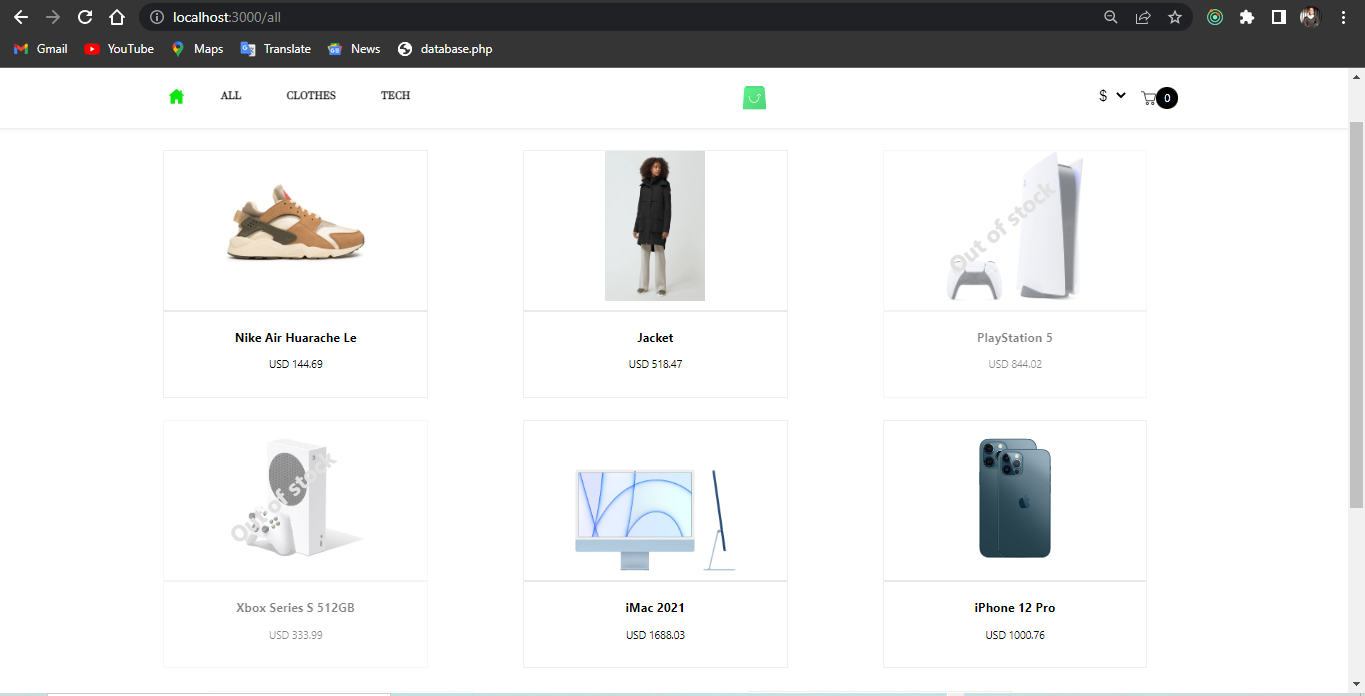 localhost:3000/all
Gmail YouTube Maps Translate News database.php
ALL CLOTHES TECH $ 0
Out of stock
Nike Air Huarache Le Jacket PlayStation 5
USD 144.69 USD 518.47 USD 844.02
Out of stock
Xbox Series S 512GB iMac 2021 iPhone 12 Pro
USD 333.99 USD 1688.03 USD 1000.76